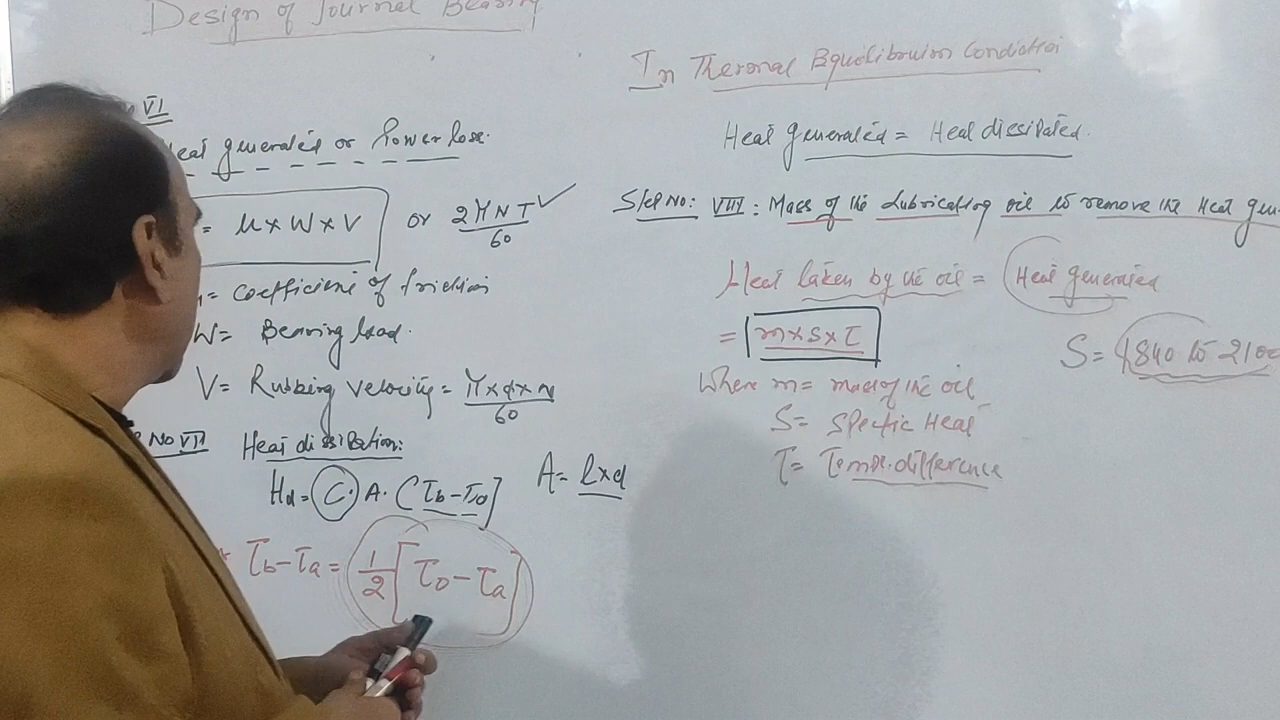 Design of Journal Bearing
VI
Heat generated or Power loss.
= μ×W×V or 2πNT/60
= Coefficient of friction
W= Bearing load.
V= Rubbing Velocity = π×d×N/60
No VII Heat dissipation:
Hd = C. A. (Tb-Ta) A= l×d
* Tb-Ta = 1/2 [To-Ta]
In Thermal Equilibrium Condition
Heat generated = Heat dissipated.
Step No: VIII : Mass of the Lubricating oil to remove the Heat gen
Heat taken by the oil = Heat generated
= m×S×T
S= 1840 to 2100
Where m= mass of the oil
S= Specific Heat
T= Temp. difference